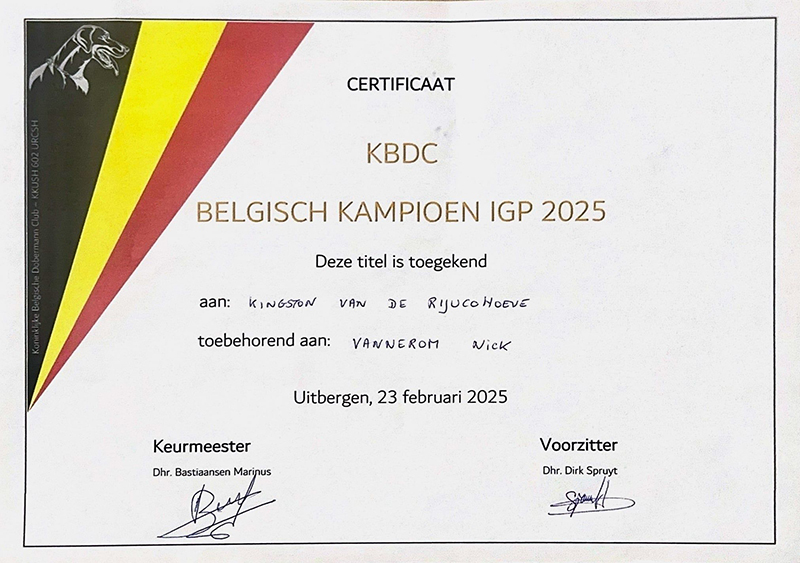 CERTIFICAAT
KBDC
BELGISCH KAMPIOEN IGP 2025
Deze titel is toegekend
aan: KINGSTON VAN DE RIJUCOHOEVE
toebehorend aan: VANNEROM NICK
Uitbergen, 23 februari 2025
Keurmeester
Dhr. Bastiaansen Marinus
Voorzitter
Dhr. Dirk Spruyt
Koninklijke Belgische Dobermann Club – KKUSH 602 URCSH